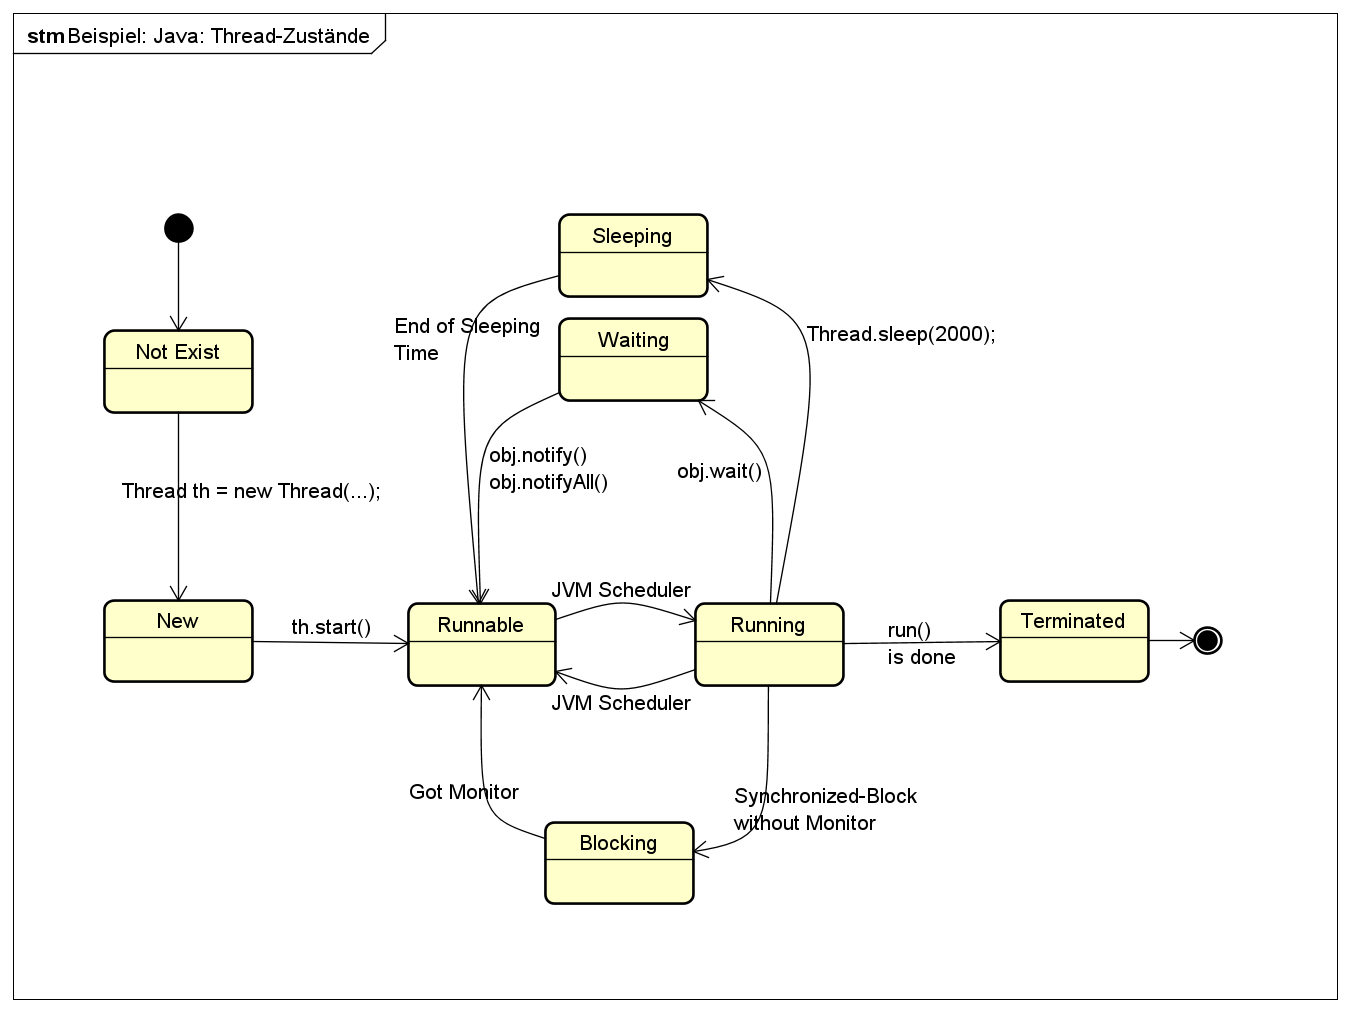 stm Beispiel: Java: Thread-Zustände
Sleeping
End of Sleeping
Time
Waiting
Thread.sleep(2000);
Not Exist
obj.notify()
obj.notifyAll()
obj.wait()
Thread th = new Thread(...);
JVM Scheduler
New
th.start()
Runnable
Running
run()
is done
Terminated
JVM Scheduler
Got Monitor
Synchronized-Block
without Monitor
Blocking